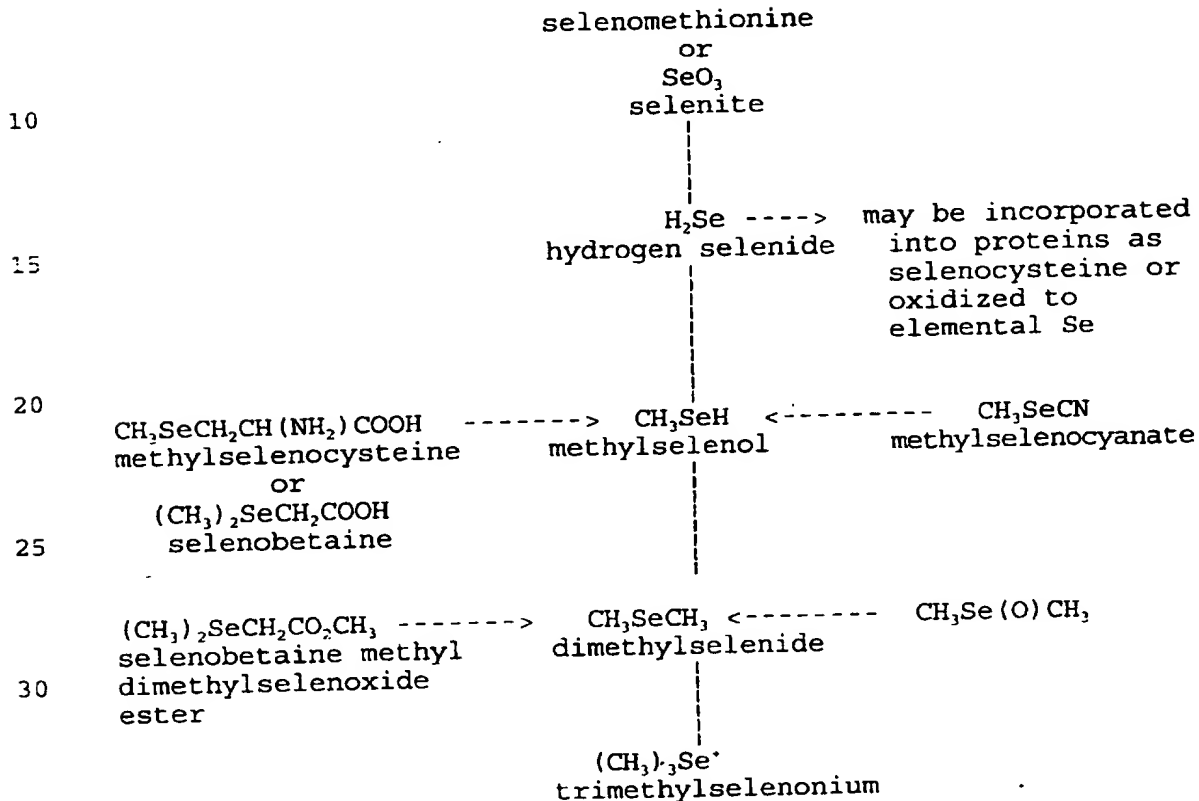 selenomethionine
or
SeO₃
selenite
10
H₂Se ----> may be incorporated
hydrogen selenide into proteins as
15
selenocysteine or
oxidized to
elemental Se
20
CH₃SeCH₂CH(NH₂)COOH -------> CH₃SeH <--------- CH₃SeCN
methylselenocysteine methylselenol methylselenocyanate
or
(CH₃)₂SeCH₂COOH
25 selenobetaine
(CH₃)₂SeCH₂CO₂CH₃ -------> CH₃SeCH₃ <-------- CH₃Se(O)CH₃
selenobetaine methyl dimethylselenide
30 dimethylselenoxide
ester
(CH₃)₃Se⁺
trimethylselenonium